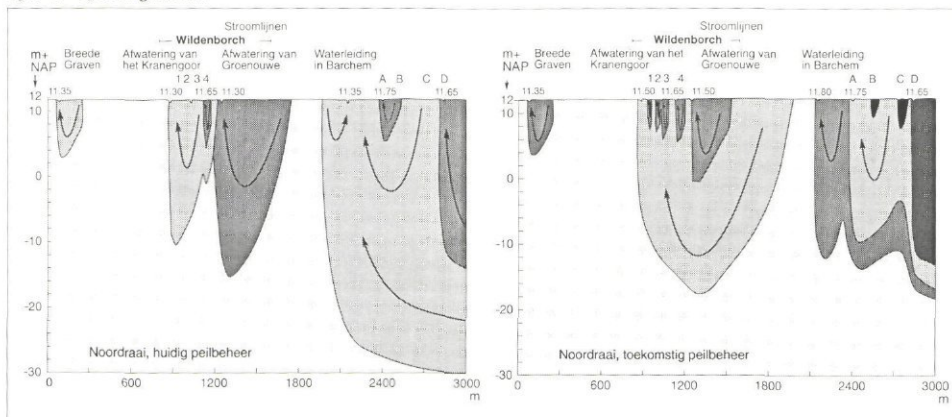 Stroomlijnen
← Wildenborch →
m+ NAP Breede Graven Afwatering van het Kranengoor Afwatering van Groenouwe Waterleiding in Barchem
1 2 3 4 A B C D
11.35 11.30 11.65 11.30 11.35 11.75 11.65
12
10
0
-10
-20
-30
Noordraai, huidig peilbeheer
0 600 1200 1800 2400 3000
m
Stroomlijnen
← Wildenborch →
m+ NAP Breede Graven Afwatering van het Kranengoor Afwatering van Groenouwe Waterleiding in Barchem
1 2 3 4 A B C D
11.35 11.50 11.65 11.50 11.80 11.75 11.65
12
10
0
-10
-20
-30
Noordraai, toekomstig peilbeheer
0 600 1200 1800 2400 3000
m